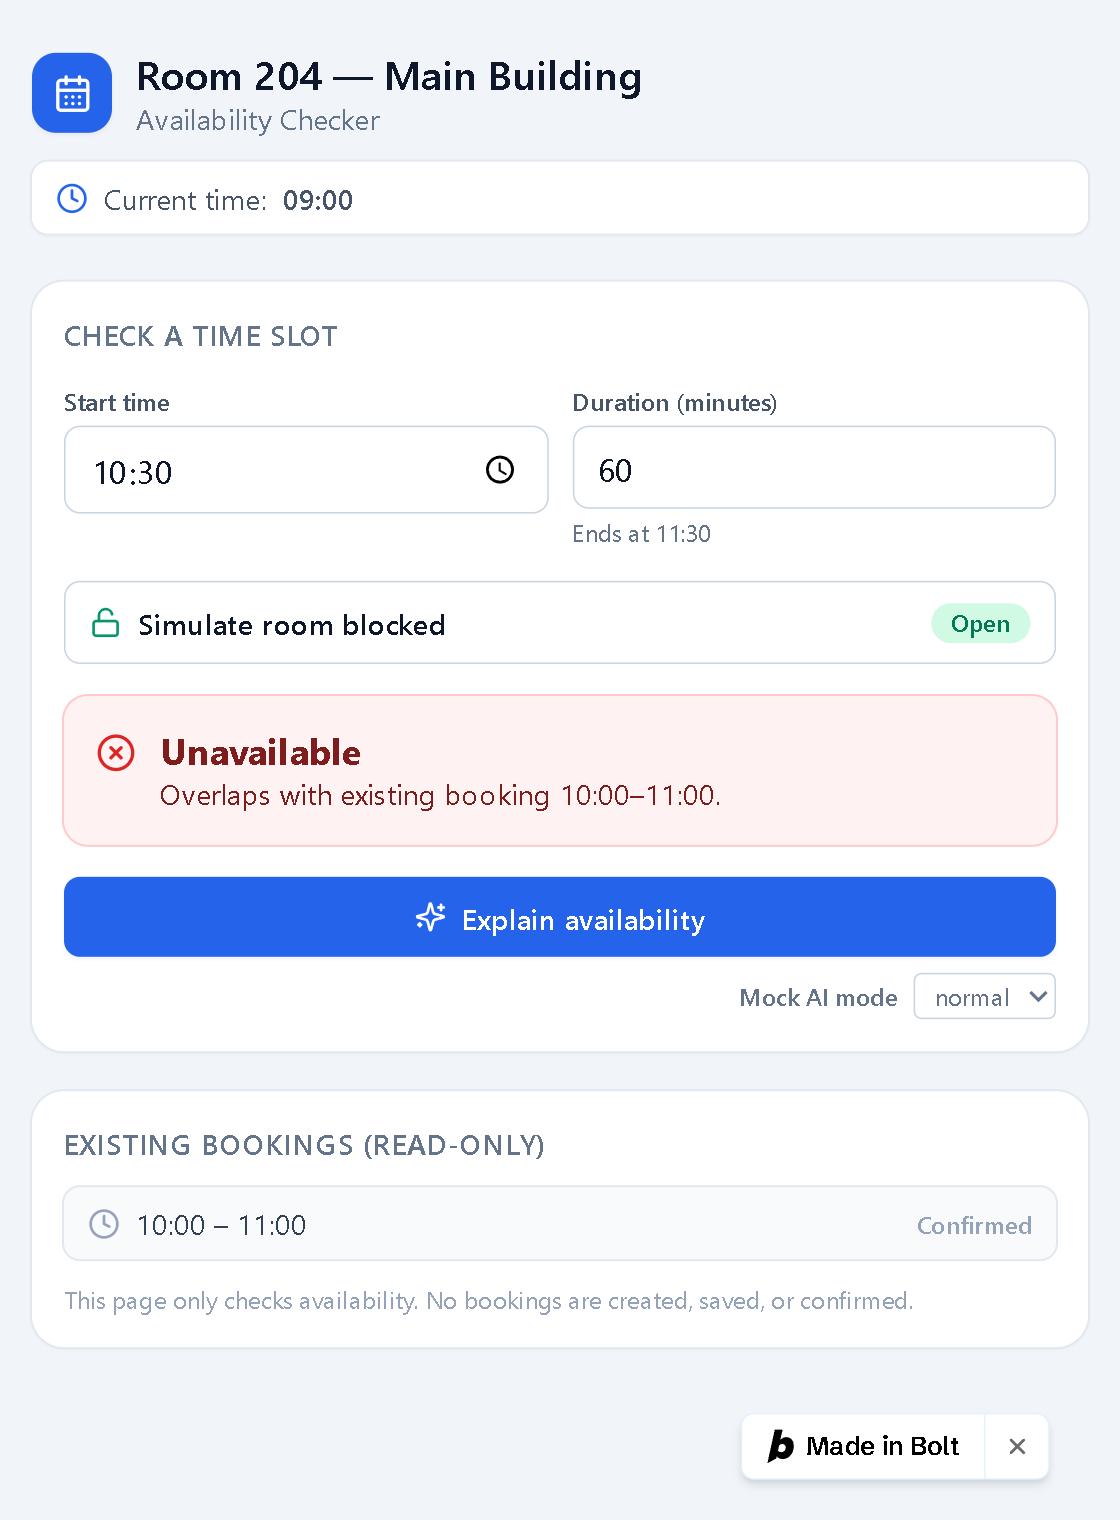 Room 204 — Main Building
Availability Checker
Current time: 09:00
CHECK A TIME SLOT
Start time
Duration (minutes)
10:30
60
Ends at 11:30
Simulate room blocked
Open
Unavailable
Overlaps with existing booking 10:00–11:00.
Explain availability
Mock AI mode
normal
EXISTING BOOKINGS (READ-ONLY)
10:00 – 11:00
Confirmed
This page only checks availability. No bookings are created, saved, or confirmed.
b Made in Bolt